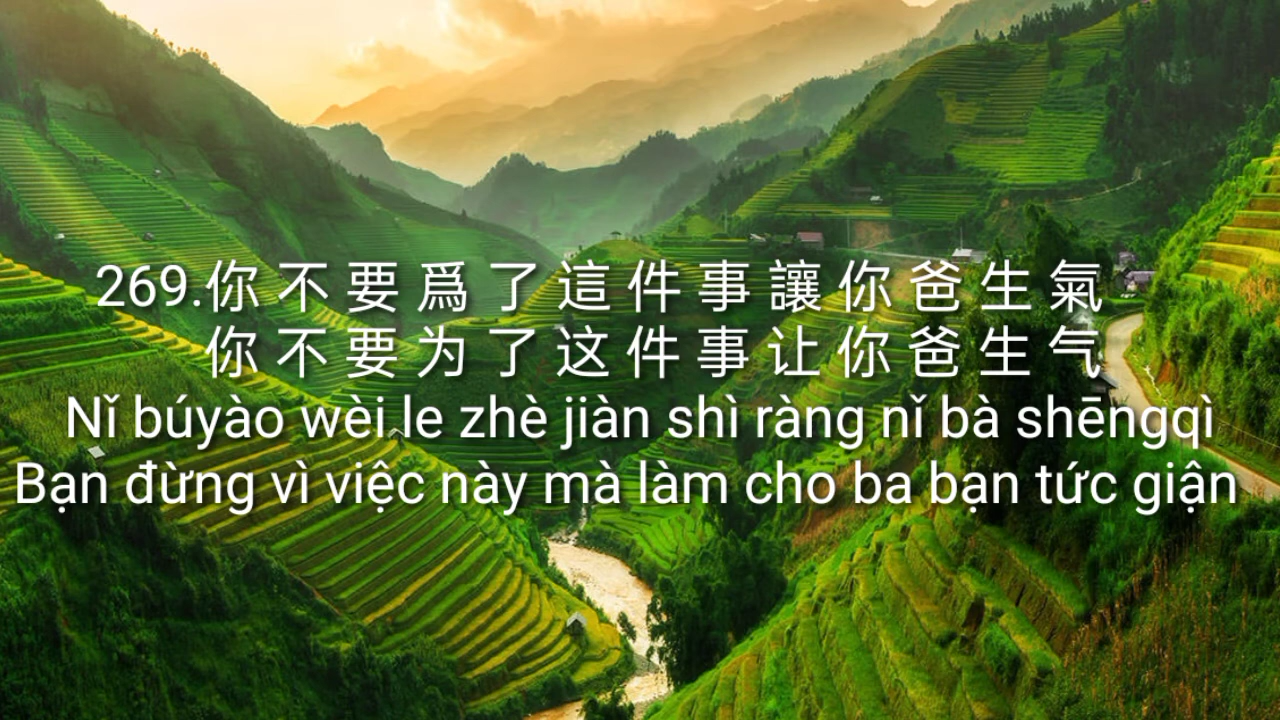 269.你不要爲了這件事讓你爸生氣
你不要为了这件事让你爸生气
Nǐ búyào wèi le zhè jiàn shì ràng nǐ bà shēngqì
Bạn đừng vì việc này mà làm cho ba bạn tức giận